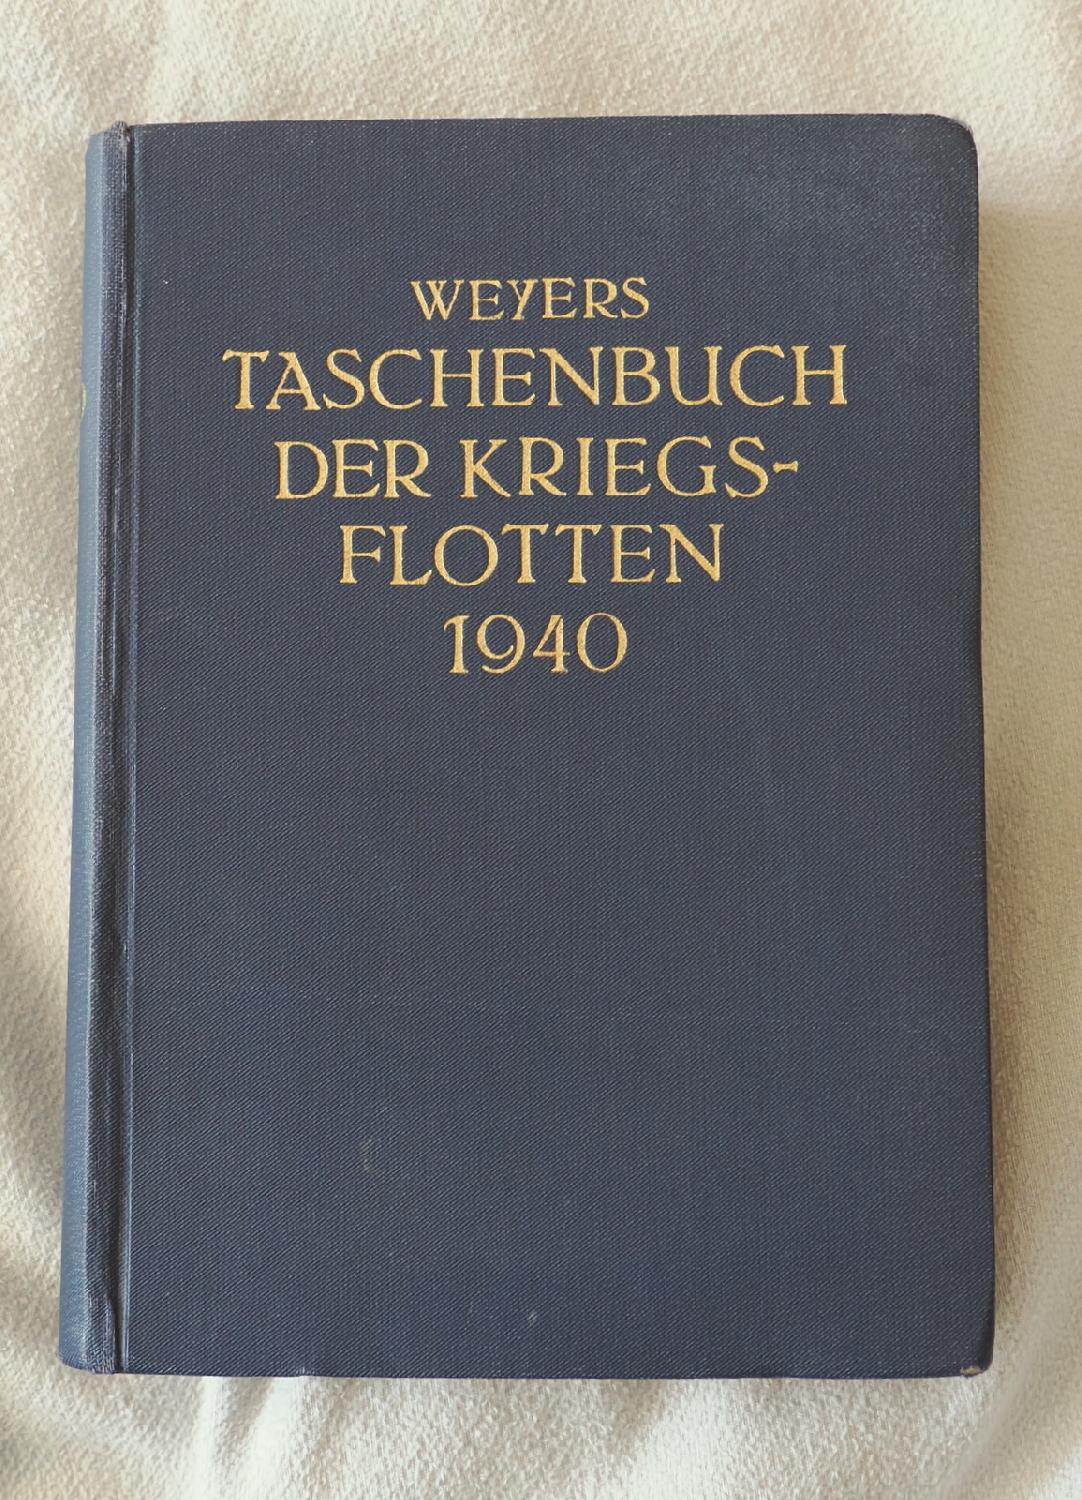 WEYERS
TASCHENBUCH
DER KRIEGS-
FLOTTEN
1940